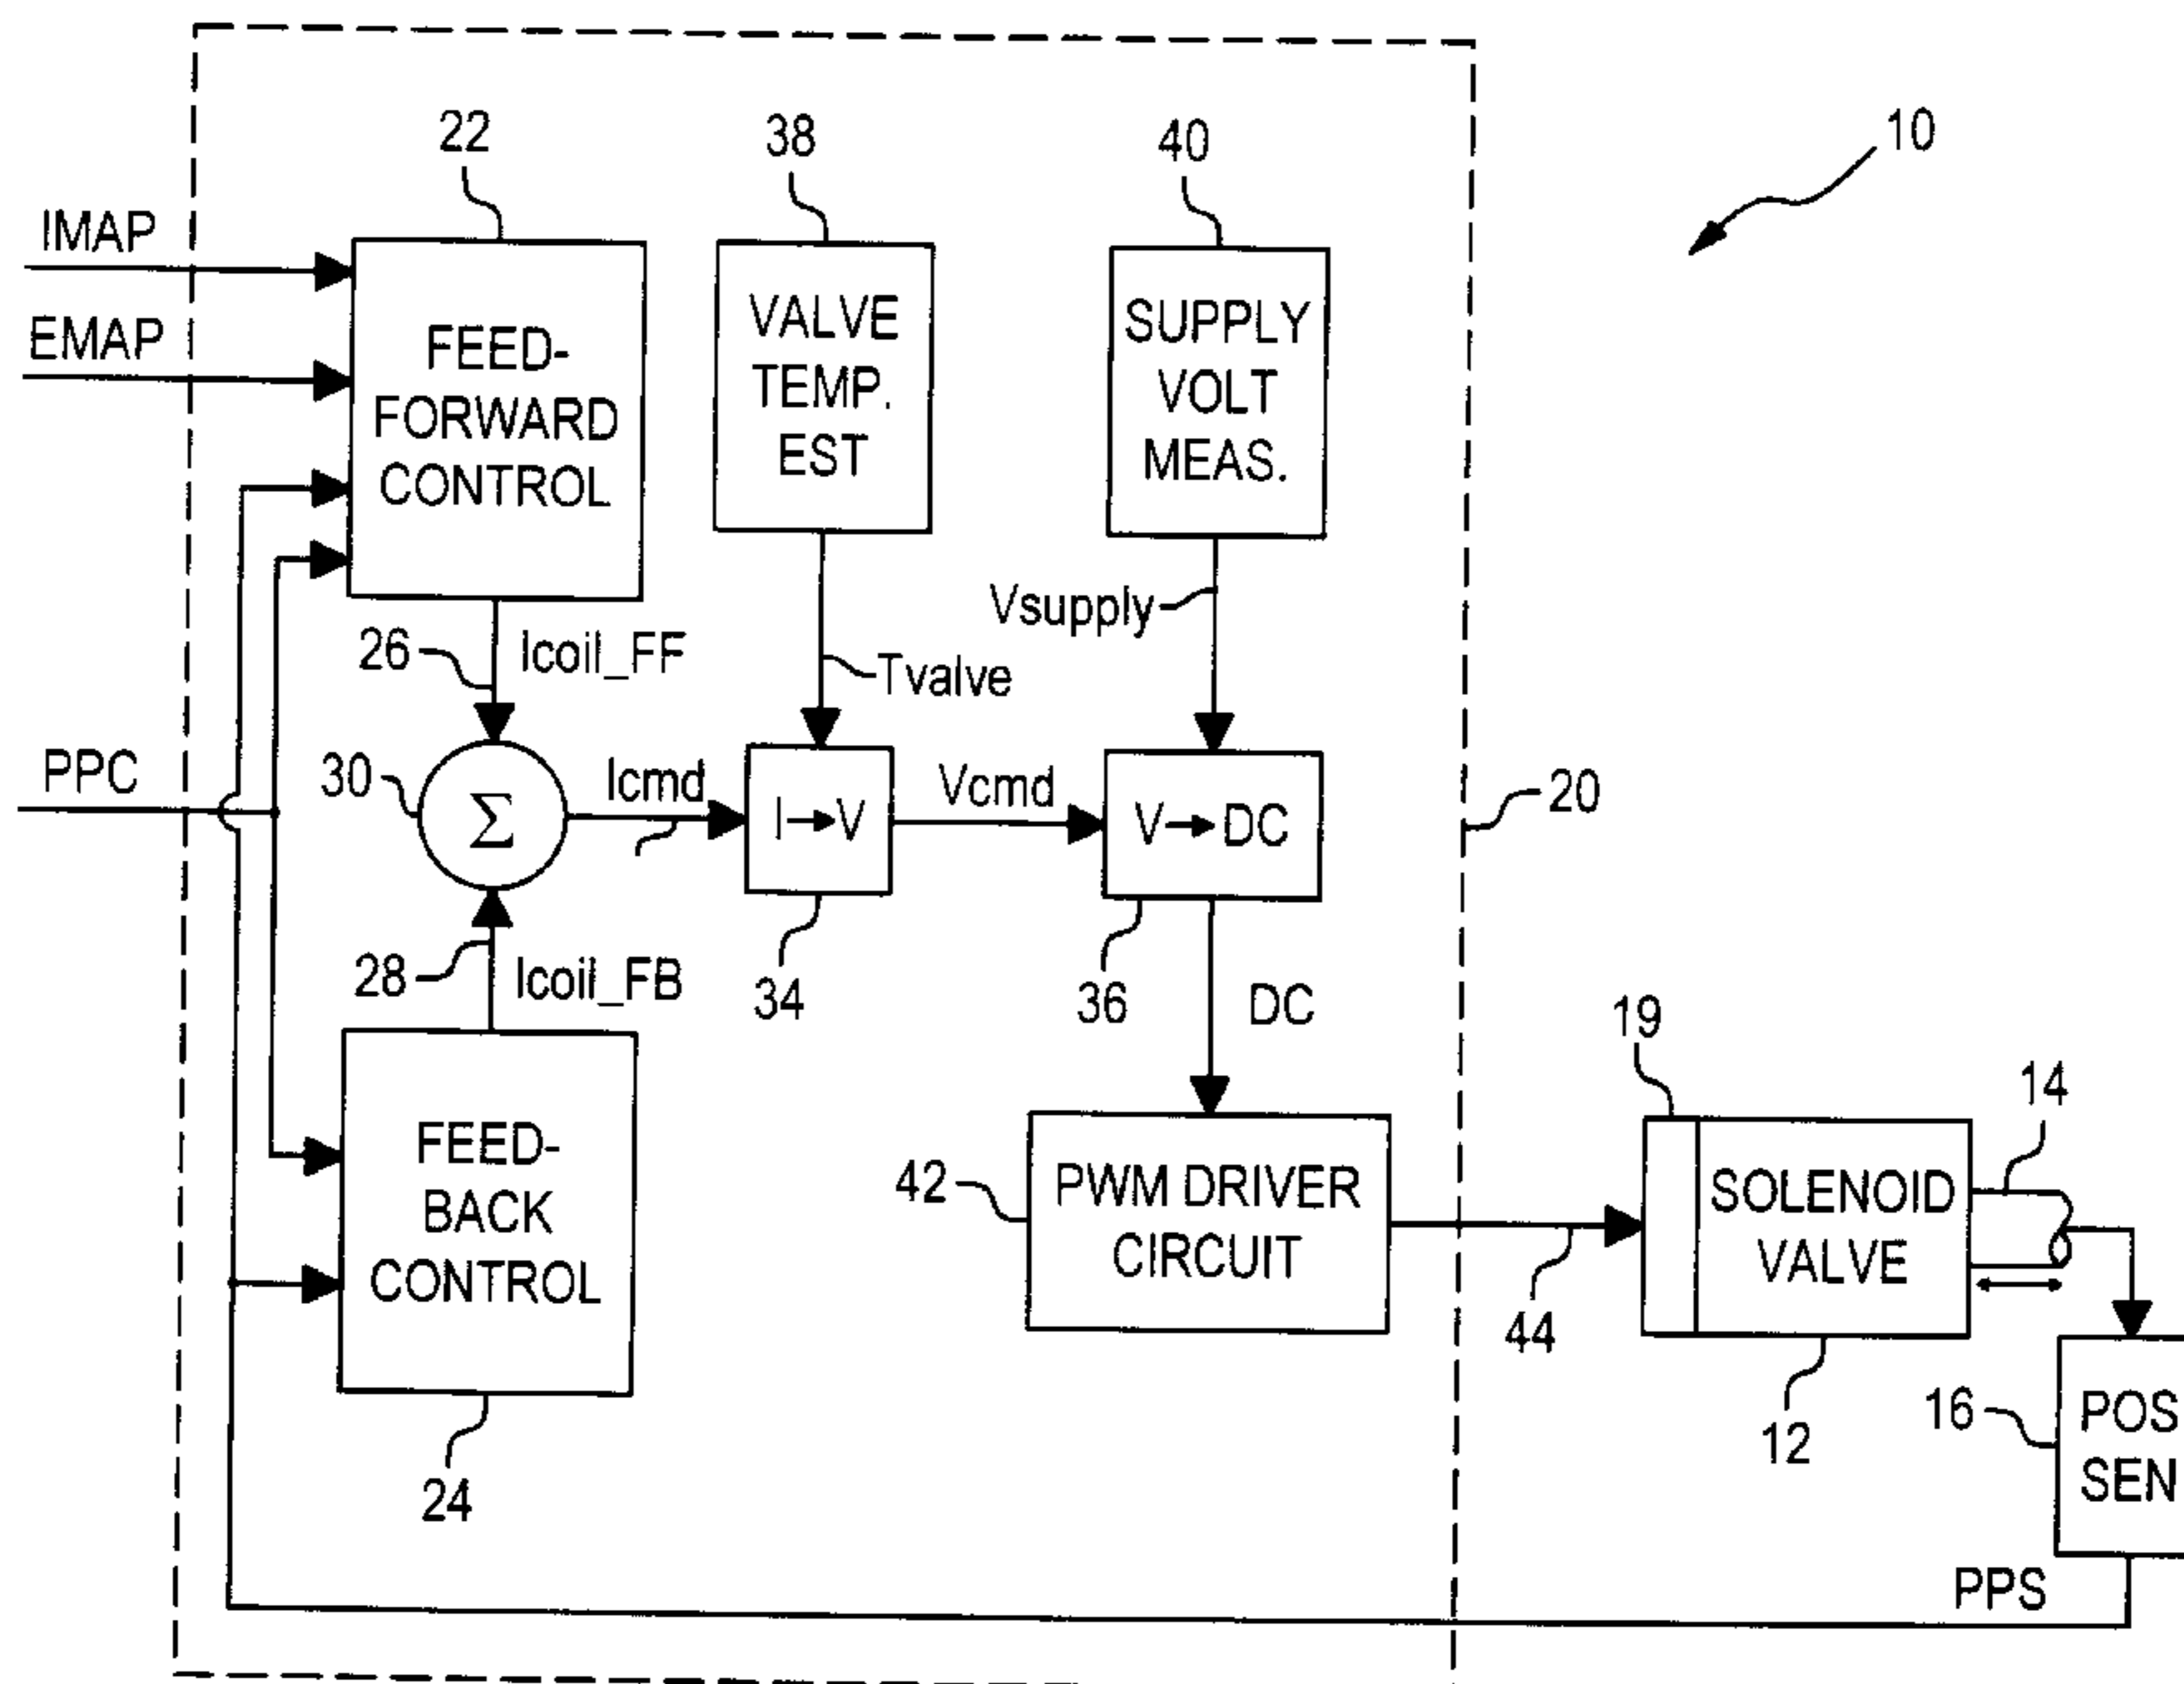 22
38
40
10
IMAP
EMAP
FEED-
FORWARD
CONTROL
VALVE
TEMP.
EST
SUPPLY
VOLT
MEAS.
26
Icoil_FF
Tvalve
Vsupply
PPC
30
Σ
Icmd
I→V
Vcmd
V→DC
20
28
Icoil_FB
34
36
DC
19
14
FEED-
BACK
CONTROL
42
PWM DRIVER
CIRCUIT
44
SOLENOID
VALVE
12
16
POS
SEN
24
PPS